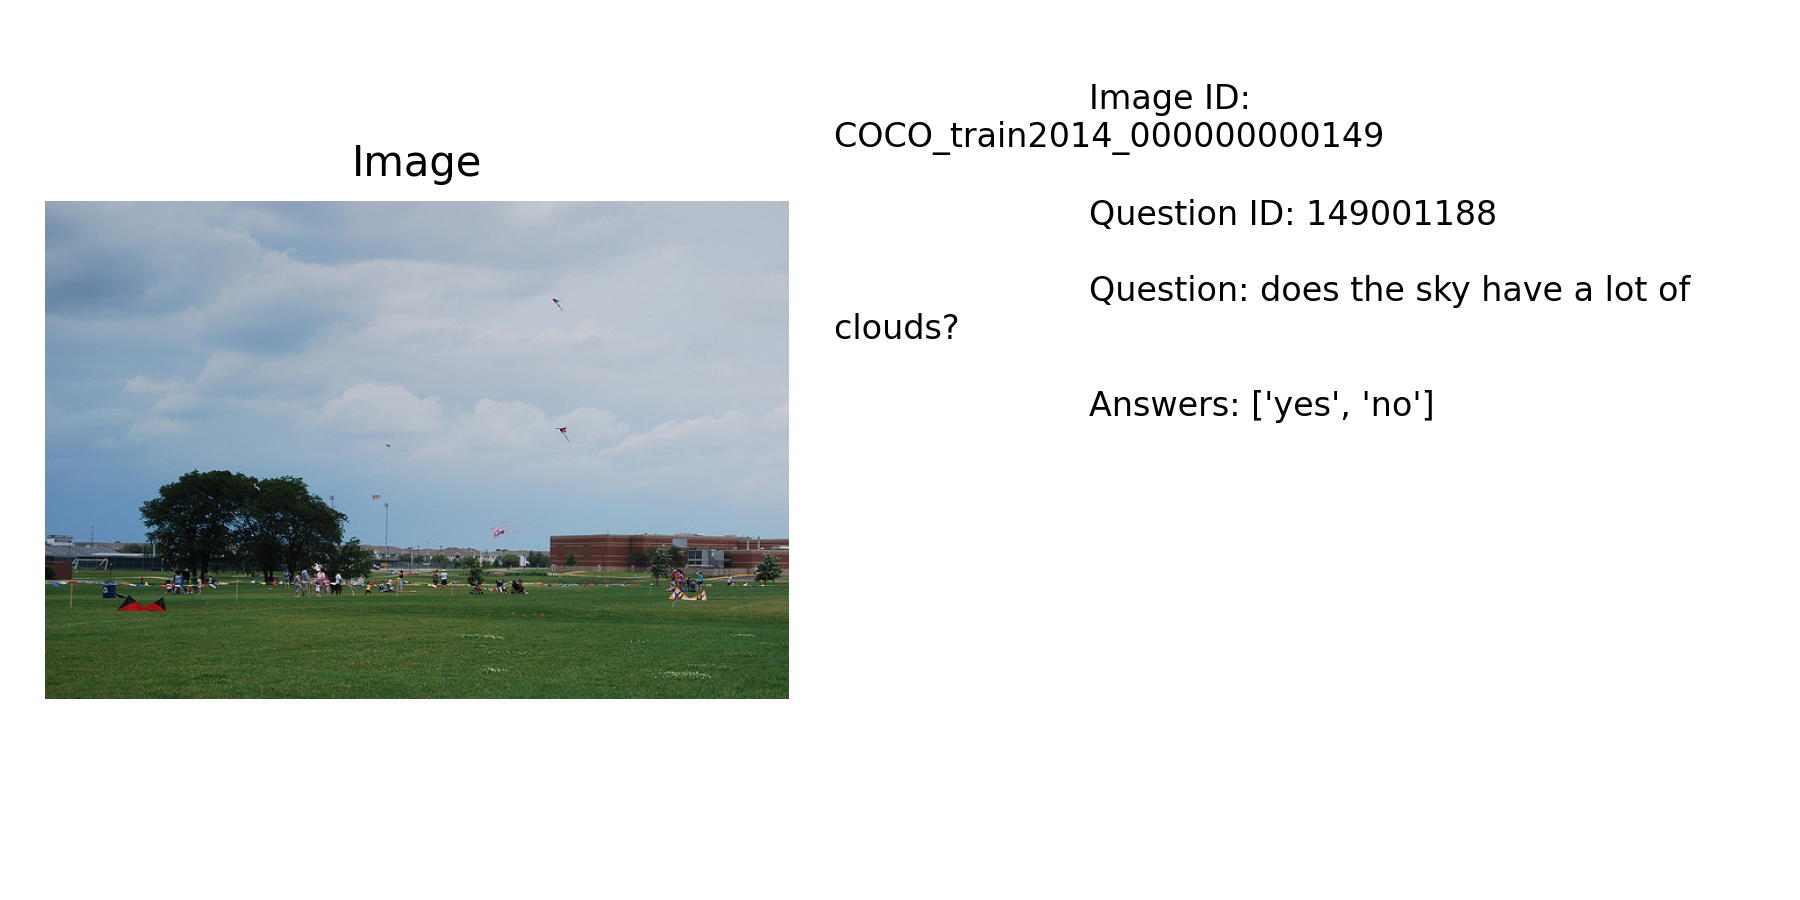 Image
Image ID:
COCO_train2014_000000000149
Question ID: 149001188
Question: does the sky have a lot of
clouds?
Answers: ['yes', 'no']